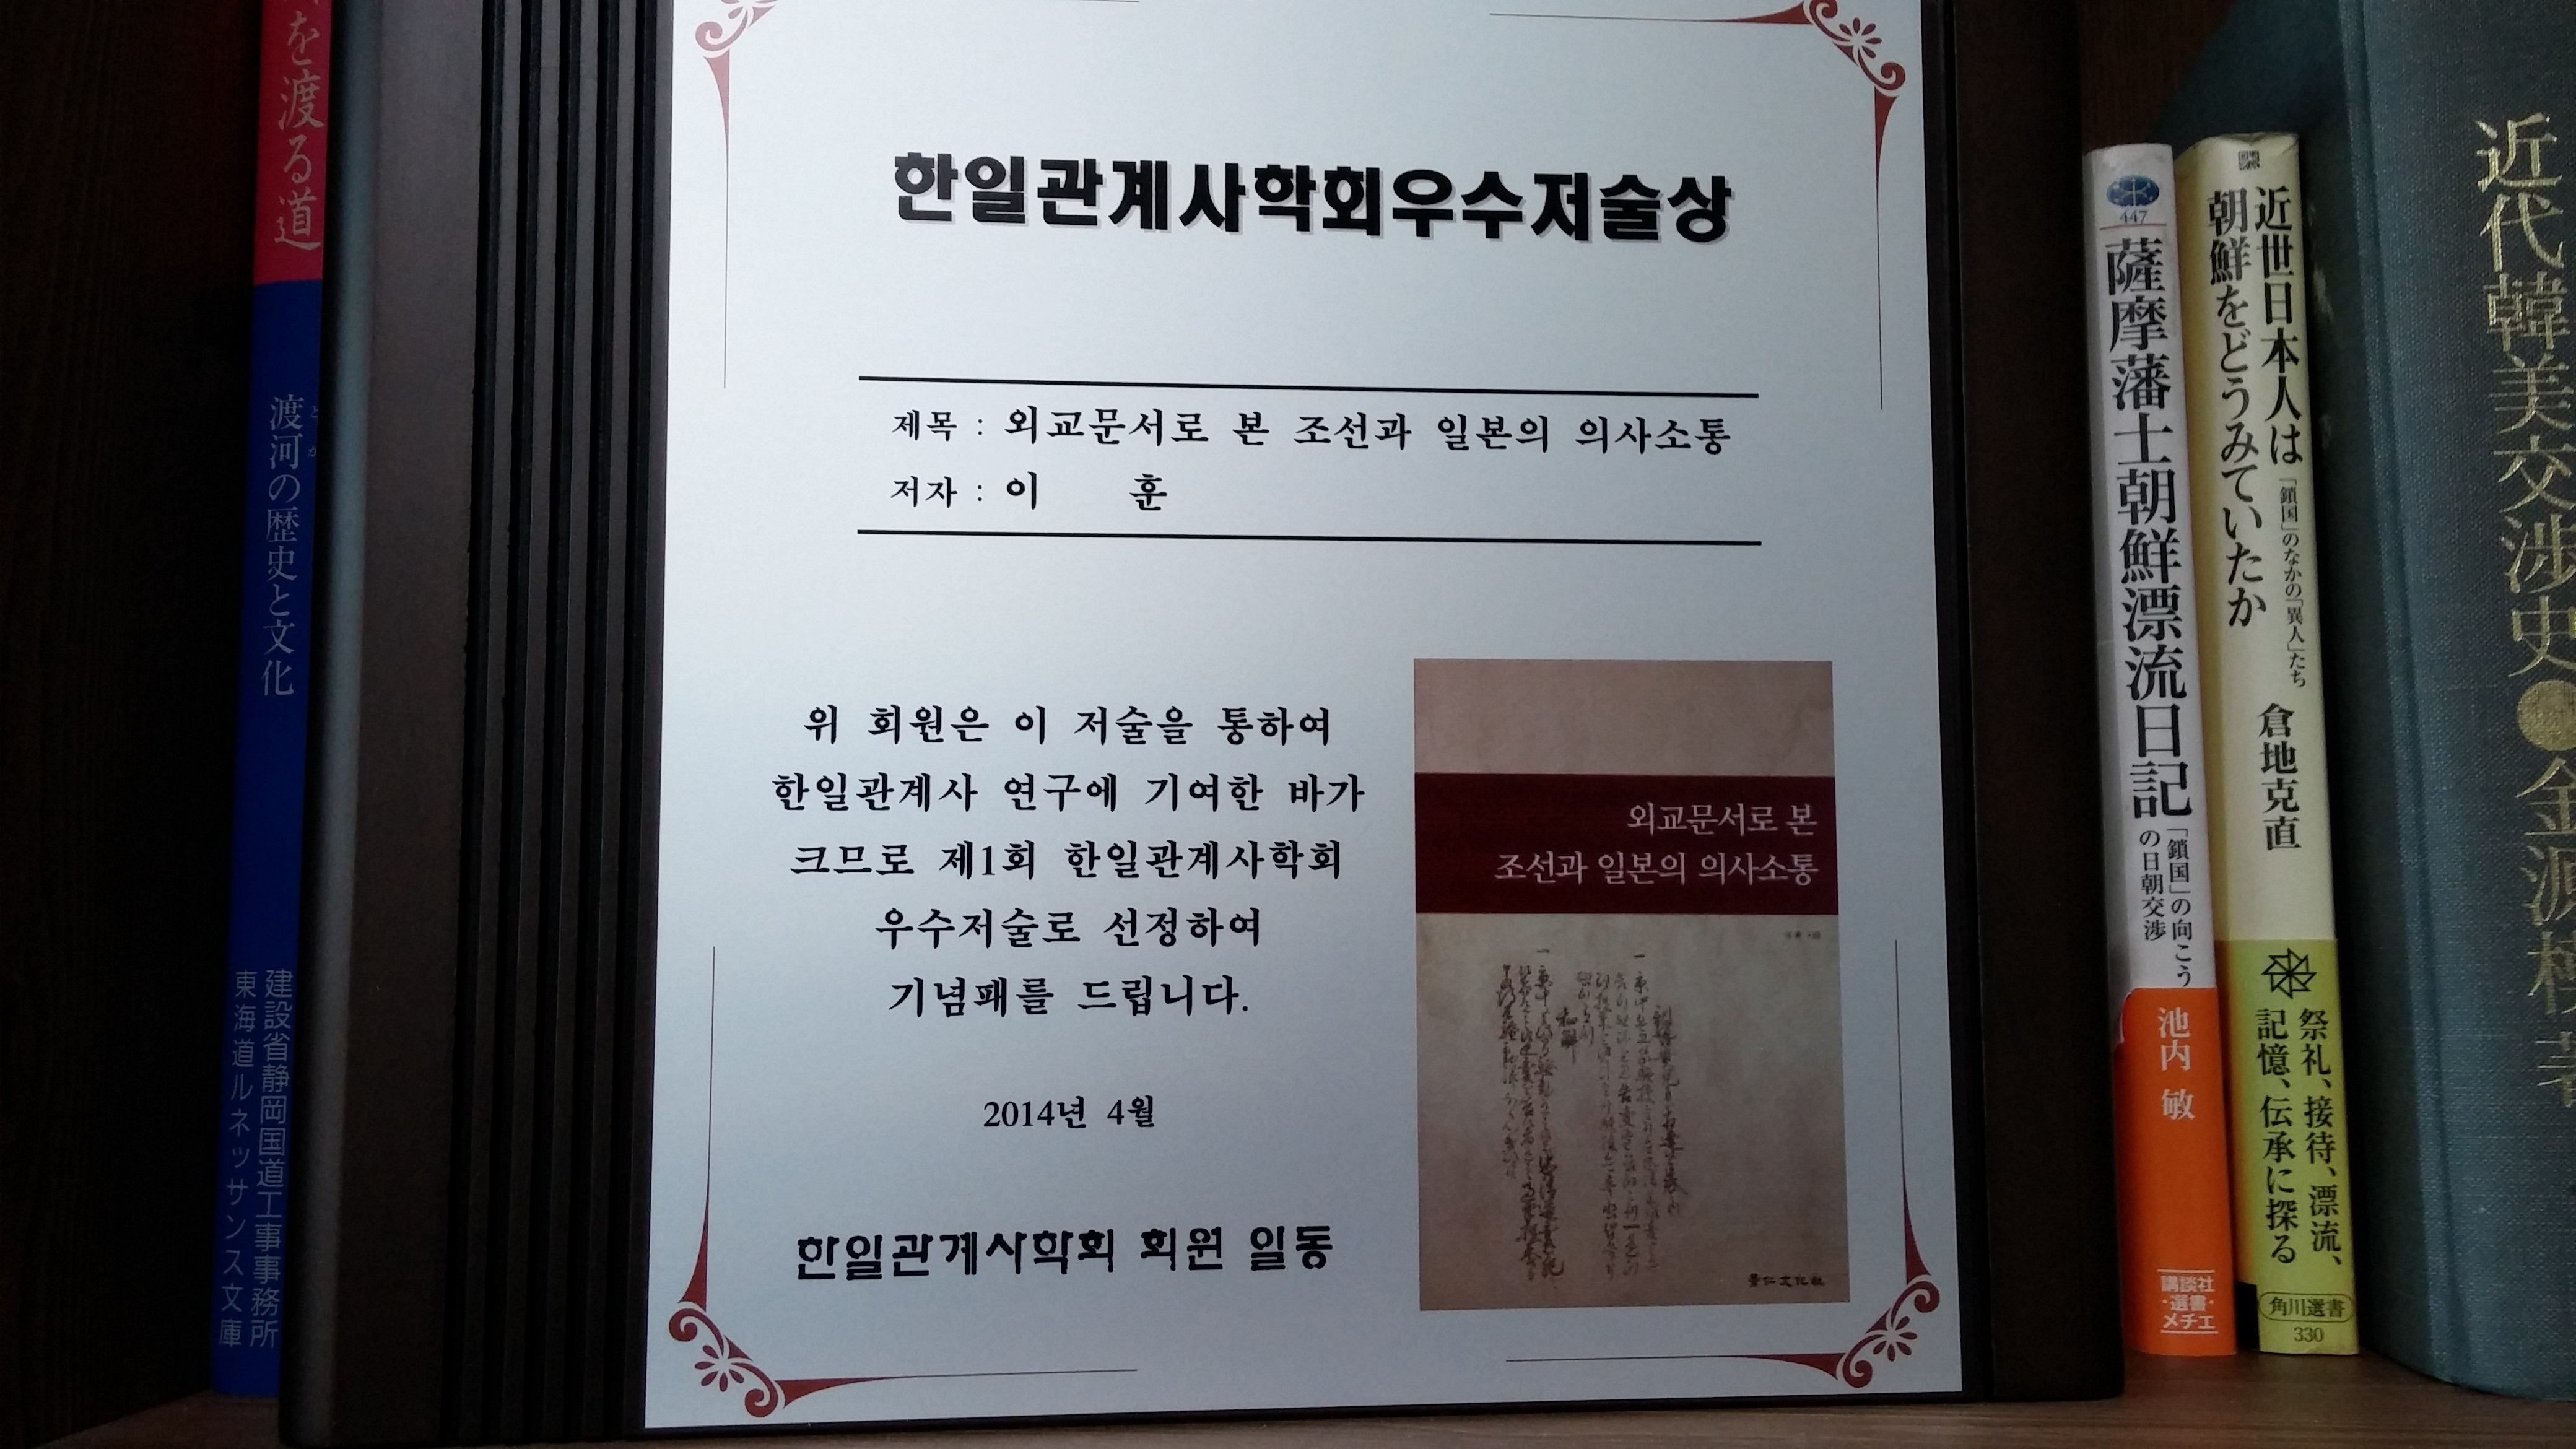 を渡る道
渡河の歴史と文化
とか
建設省静岡国道工事事務所
東海道ルネッサンス文庫
한일관계사학회우수저술상
제목 : 외교문서로 본 조선과 일본의 의사소통
저자 : 이 훈
위 회원은 이 저술을 통하여
한일관계사 연구에 기여한 바가
크므로 제1회 한일관계사학회
우수저술로 선정하여
기념패를 드립니다.
2014년 4월
한일관계사학회 회원 일동
외교문서로 본
조선과 일본의 의사소통
景仁文化社
447
薩摩藩士朝鮮漂流日記
「鎖国」の向こう
の日朝交渉
池内 敏
講談社
・選書・
メチエ
近世日本人は
朝鮮をどうみていたか
「鎖国」のなかの「異人」たち
倉地克直
祭礼、接待、漂流、
記憶、伝承に探る
角川選書
330
近代韓美交渉史●金源模 著